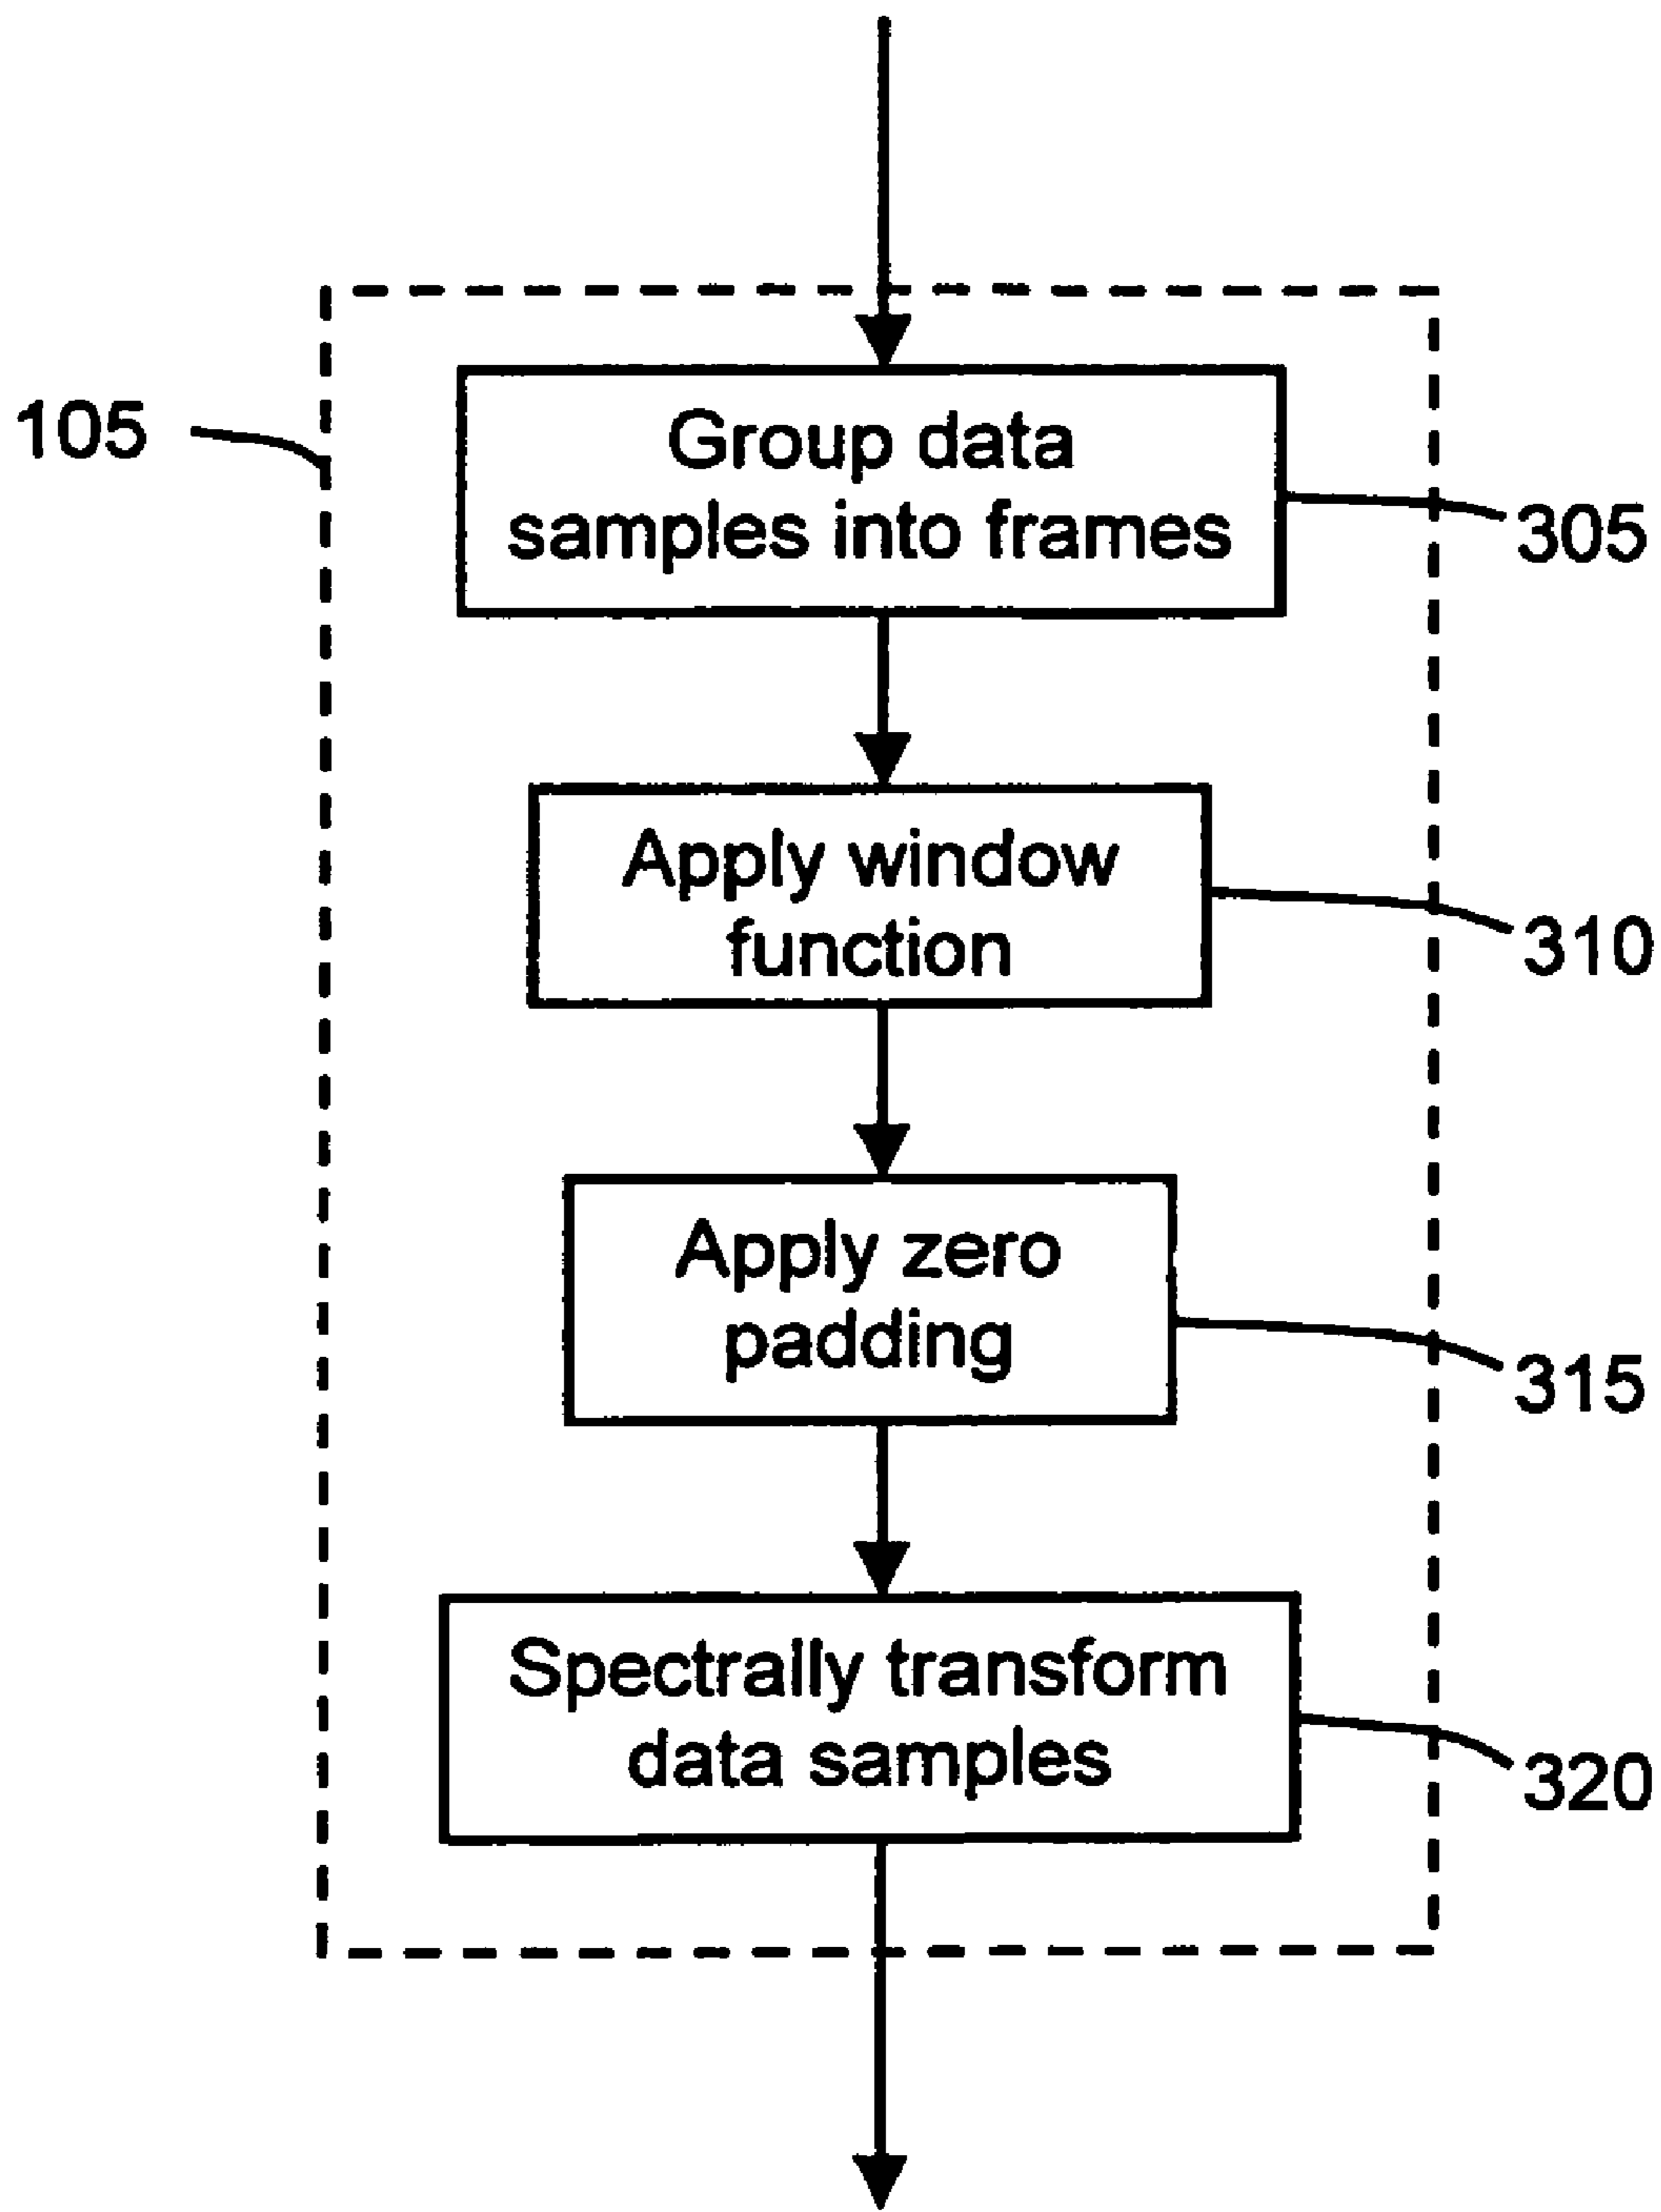 105
Group data
samples into frames
305
Apply window
function
310
Apply zero
padding
315
Spectrally transform
data samples
320